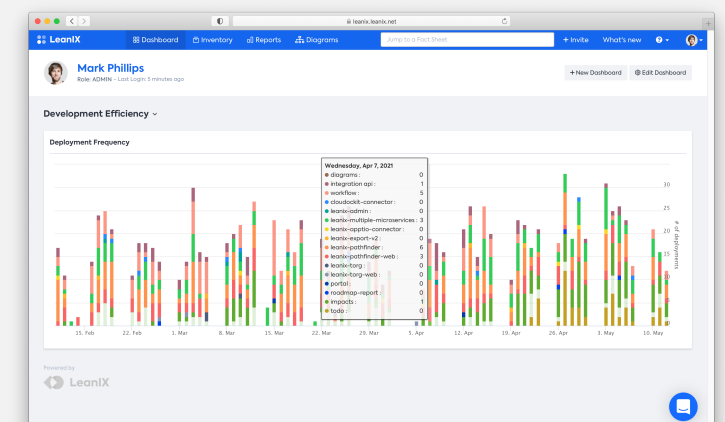 leanix.leanix.net
LeanIX
Dashboard
Inventory
Reports
Diagrams
Jump to a Fact Sheet
+ Invite
What's new
Mark Phillips
Role: ADMIN - Last Login: 5 minutes ago
+ New Dashboard
Edit Dashboard
Development Efficiency
Deployment Frequency
Wednesday, Apr 7, 2021
diagrams : 0
integration api : 1
workflow : 5
cloudockit-connector : 0
leanix-admin : 0
leanix-multiple-microservices : 3
leanix-apptio-connector : 0
leanix-export-v2 : 0
leanix-pathfinder : 6
leanix-pathfinder-web : 3
leanix-torg : 0
leanix-torg-web : 0
portal : 0
roadmap-report : 0
impacts : 1
todo : 0
30
25
20
15
10
# of deployments
15. Feb
22. Feb
1. Mar
8. Mar
15. Mar
22. Mar
29. Mar
5. Apr
12. Apr
19. Apr
26. Apr
3. May
10. May
Powered by
LeanIX